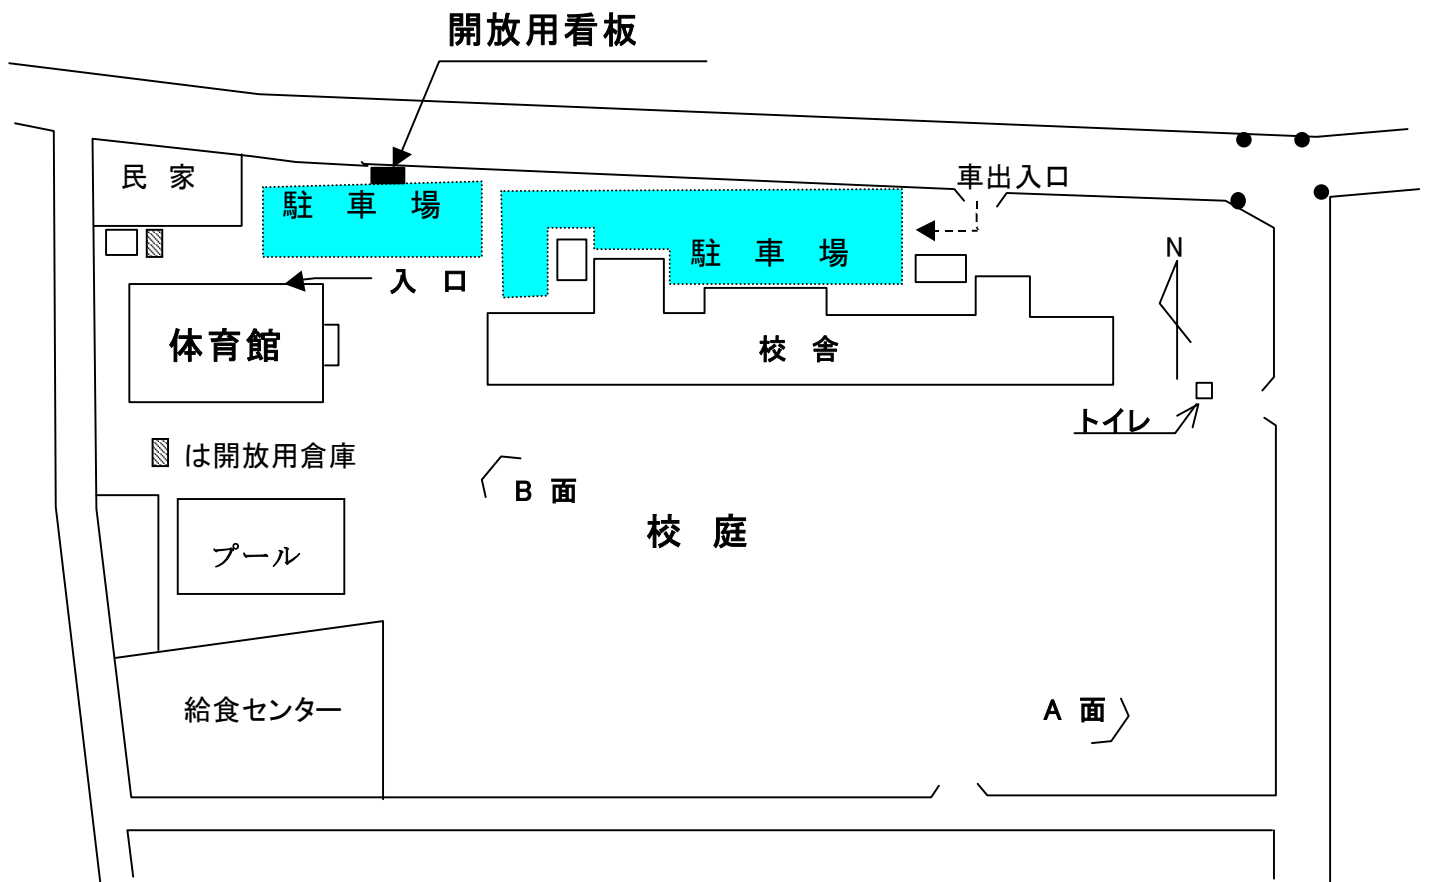 開放用看板
民 家
車出入口
駐 車 場
駐 車 場
N
入 口
体育館
校 舎
トイレ
は開放用倉庫
B 面
校 庭
プール
給食センター
A 面